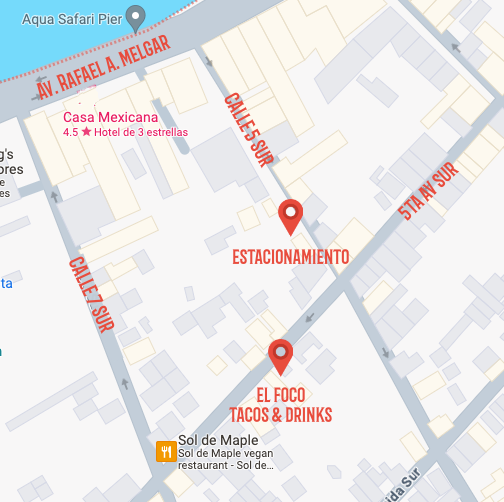 Aqua Safari Pier
AV. RAFAEL A. MELGAR
Casa Mexicana
4.5 ★ Hotel de 3 estrellas
CALLE 5 SUR
g's
ores
e
es
5TA AV SUR
ESTACIONAMIENTO
ta
CALLE 7 SUR
EL FOCO
TACOS & DRINKS
Sol de Maple
Sol de Maple vegan
restaurant - Sol de...
ida Sur